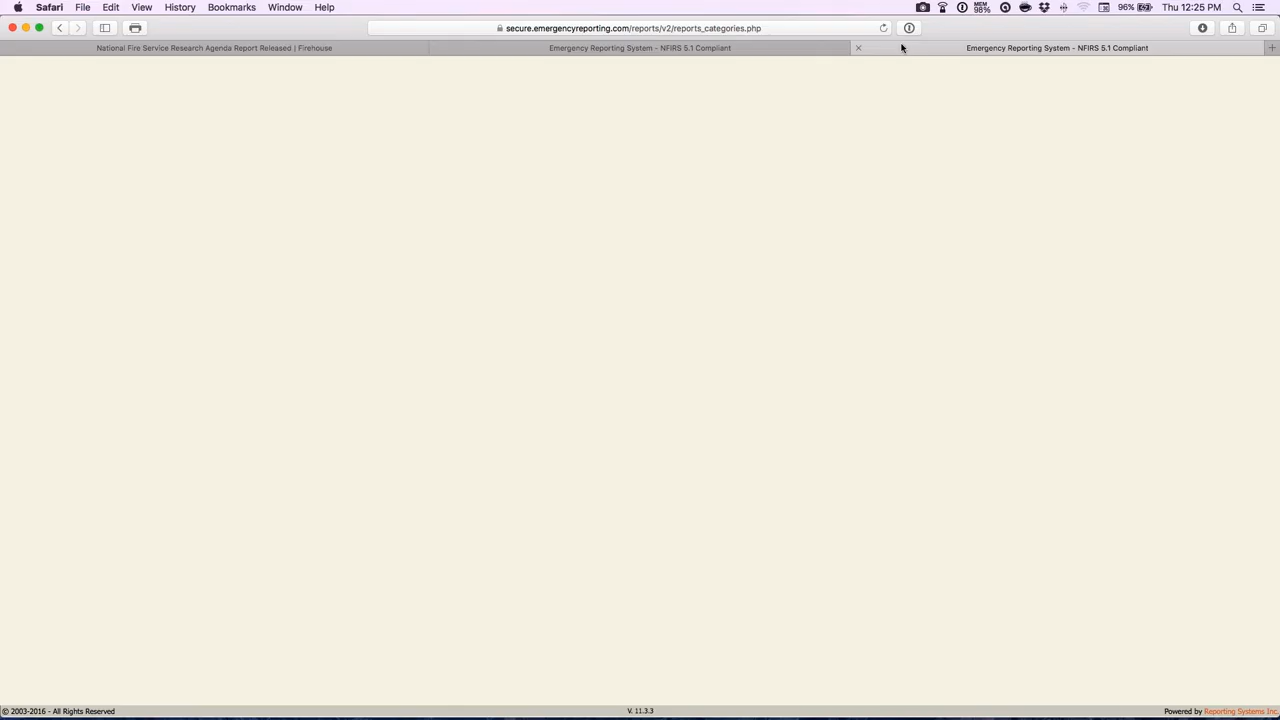 Safari File Edit View History Bookmarks Window Help MEM 98% 96% Thu 12:25 PM
secure.emergencyreporting.com/reports/v2/reports_categories.php
National Fire Service Research Agenda Report Released | Firehouse
Emergency Reporting System - NFIRS 5.1 Compliant
Emergency Reporting System - NFIRS 5.1 Compliant
© 2003-2016 - All Rights Reserved
V. 11.3.3
Powered by Reporting Systems Inc.